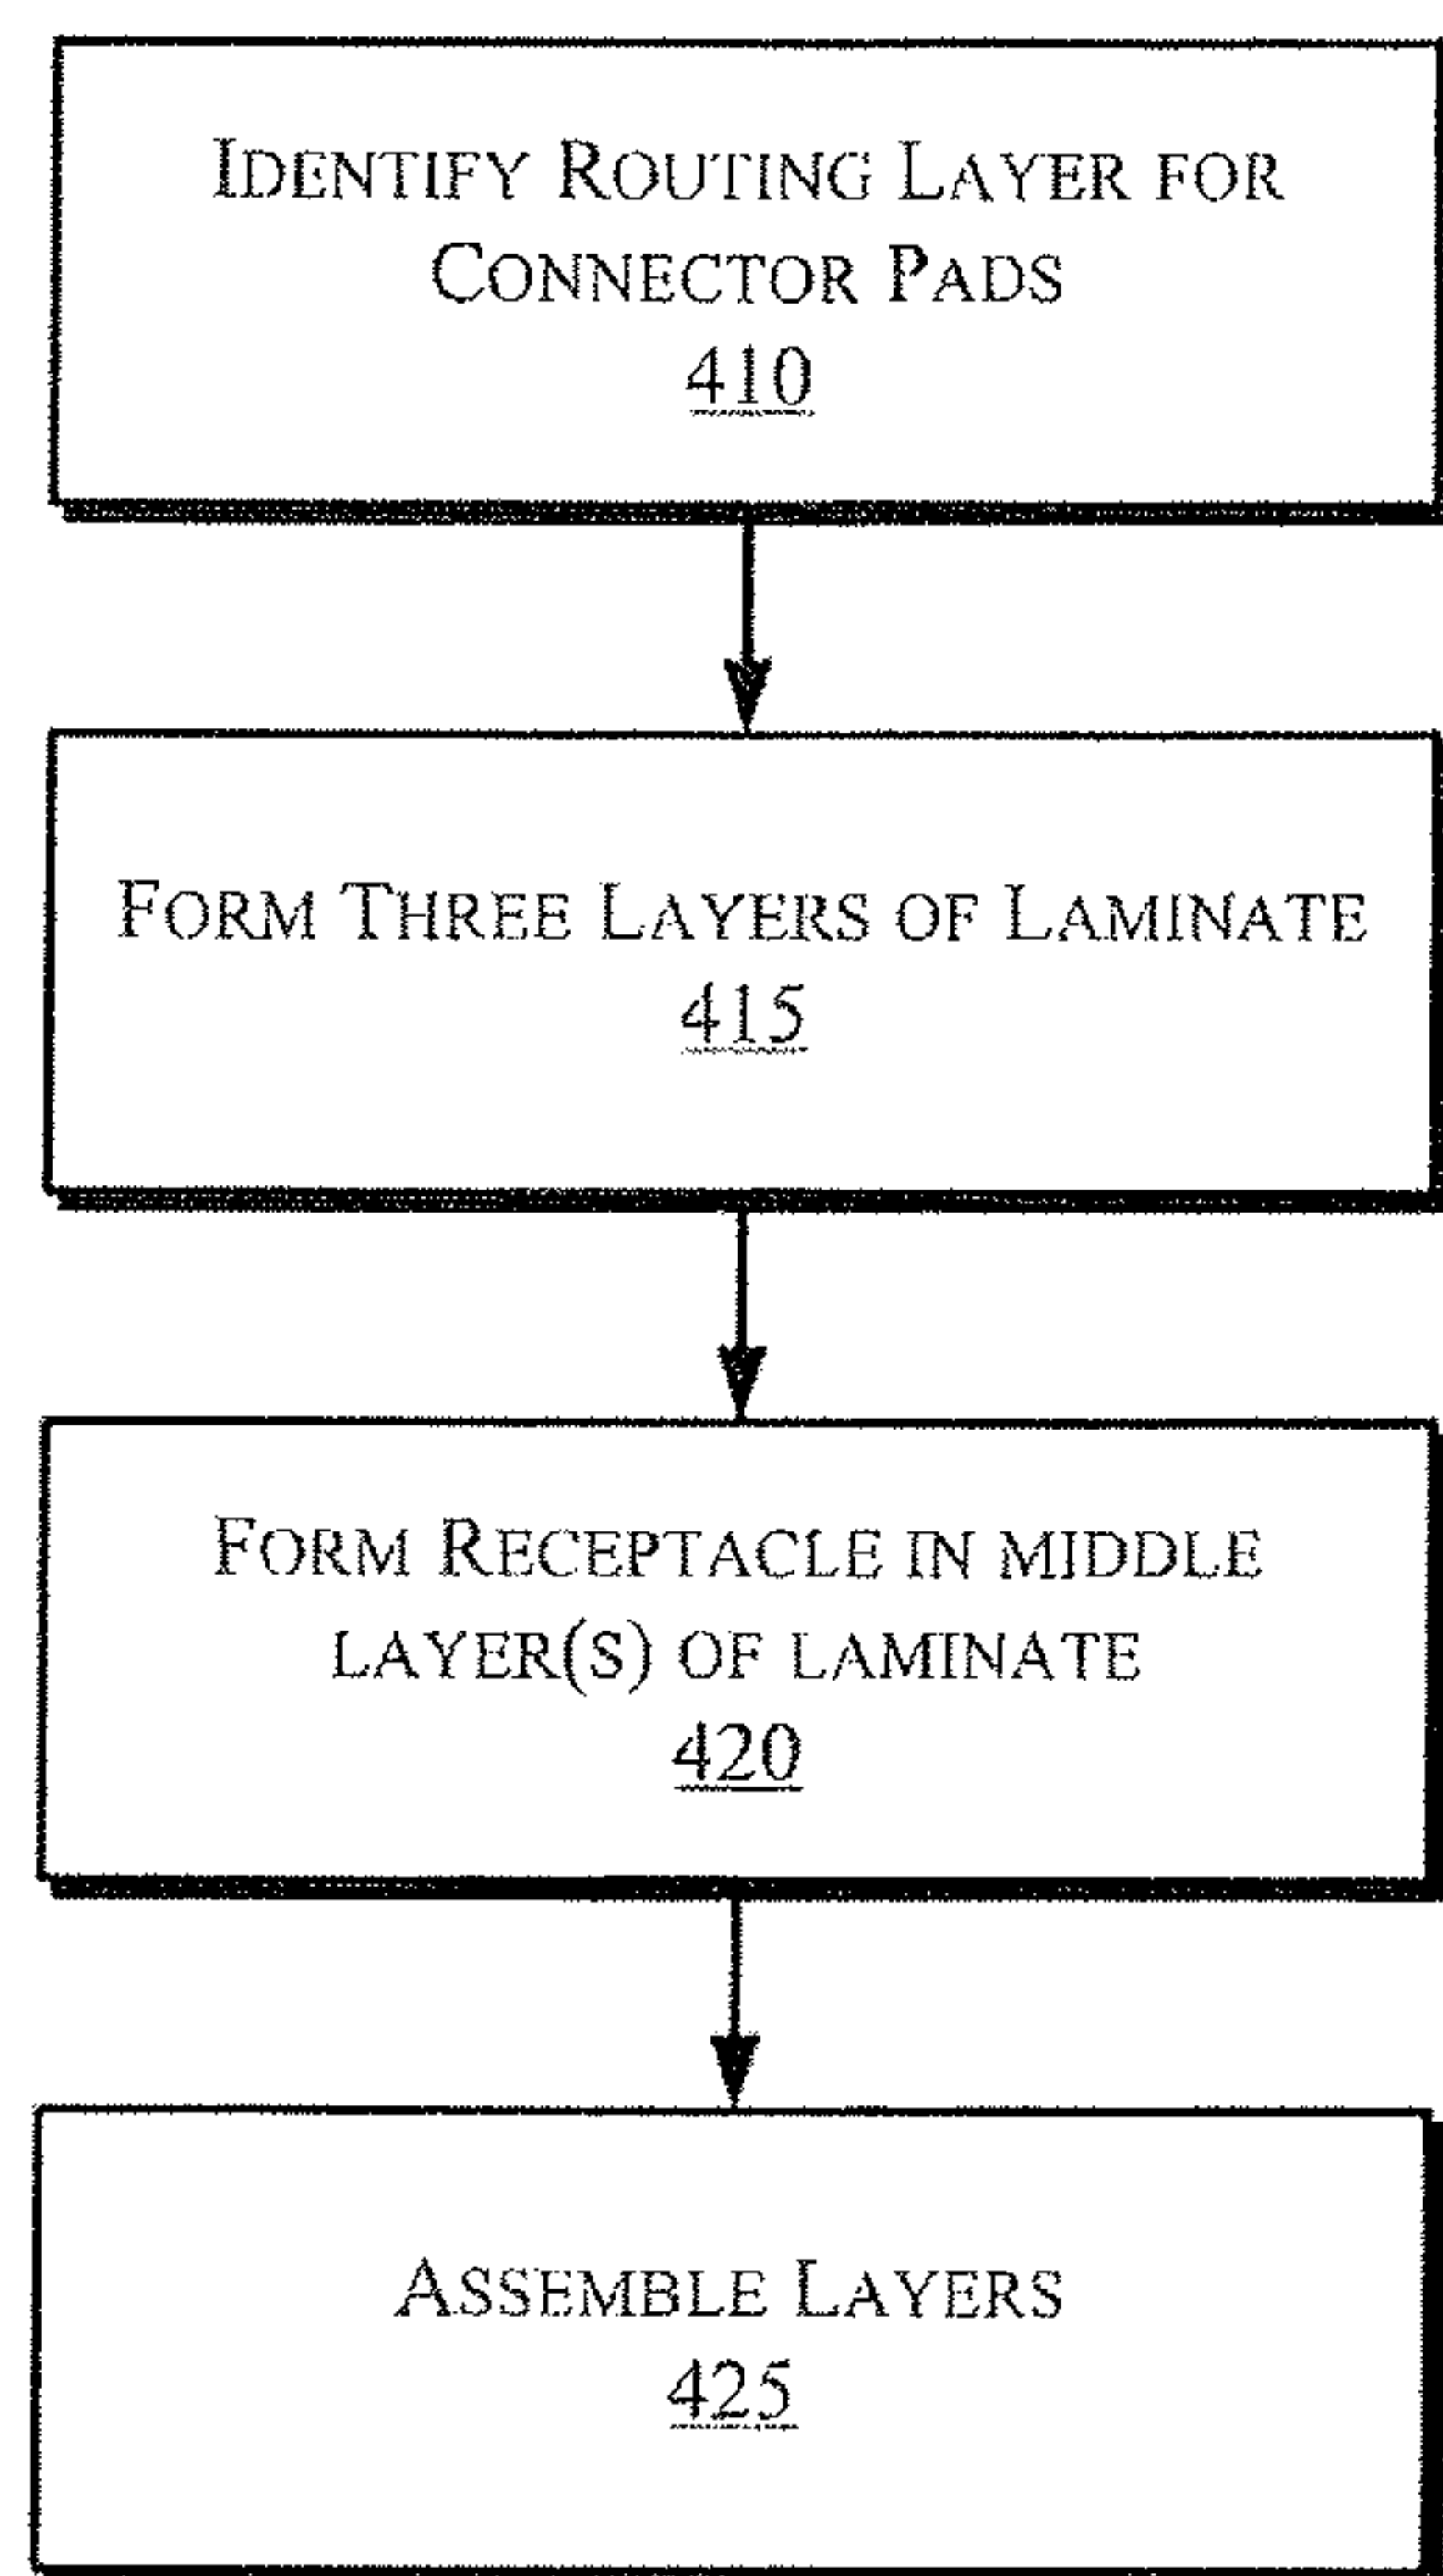 IDENTIFY ROUTING LAYER FOR
CONNECTOR PADS
410
FORM THREE LAYERS OF LAMINATE
415
FORM RECEPTACLE IN MIDDLE
LAYER(S) OF LAMINATE
420
ASSEMBLE LAYERS
425